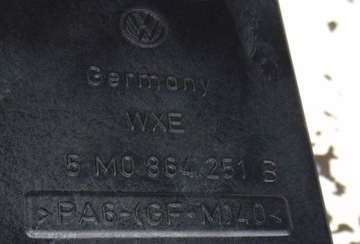 Germany
WXE
5 M0 864 251 B
>PA6-(GF+M)40<